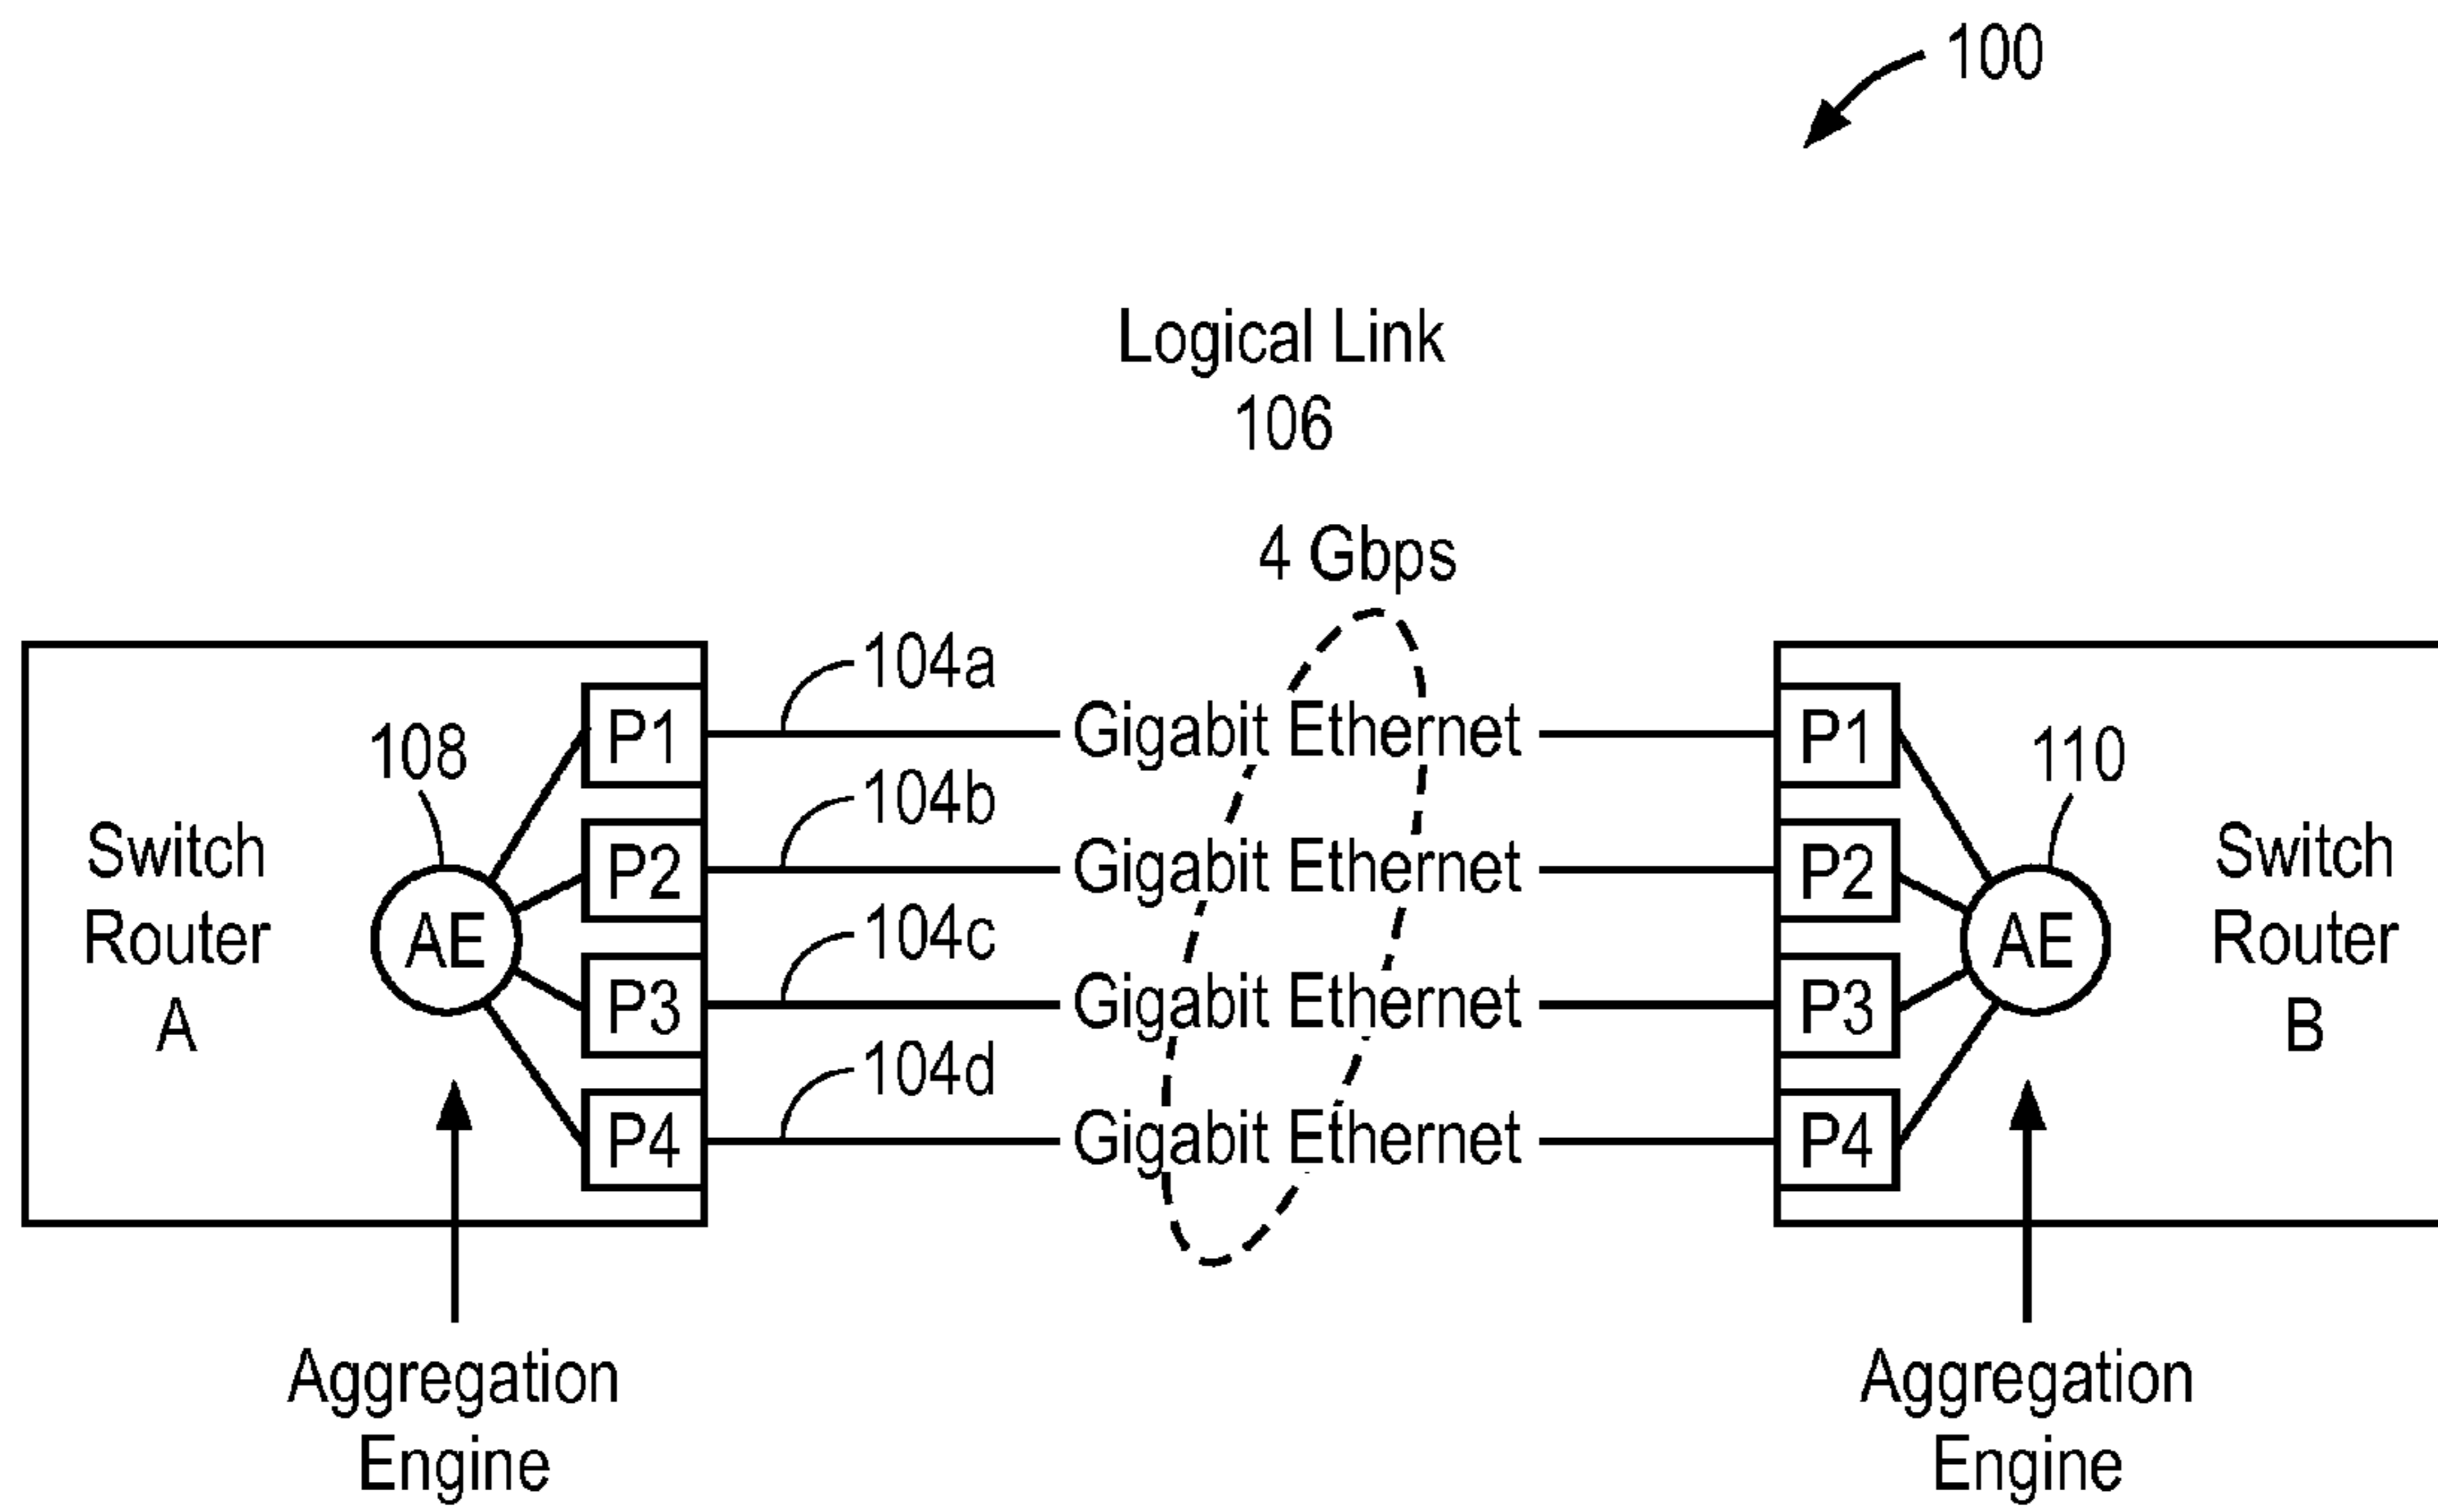 100
Logical Link
106
4 Gbps
104a
P1
Gigabit Ethernet
P1
108
110
104b
Switch
P2
Gigabit Ethernet
P2
Switch
104c
Router
AE
AE
Router
P3
Gigabit Ethernet
P3
A
B
104d
P4
Gigabit Ethernet
P4
Aggregation
Engine
Aggregation
Engine